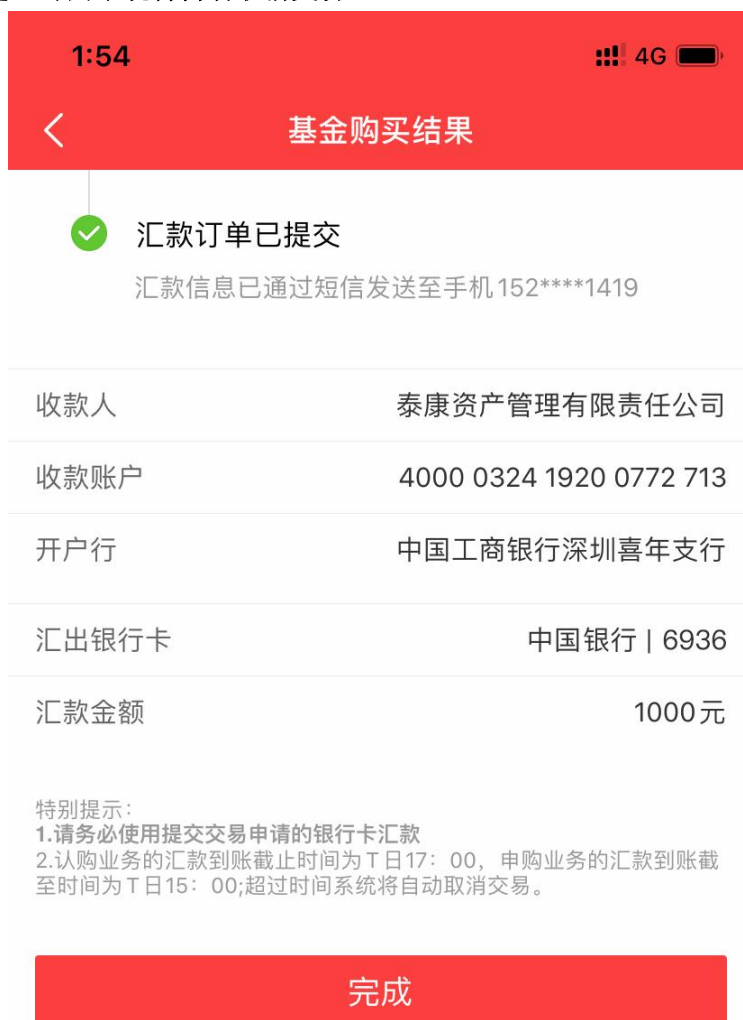 1:54
4G
基金购买结果
汇款订单已提交
汇款信息已通过短信发送至手机152****1419
收款人 泰康资产管理有限责任公司
收款账户 4000 0324 1920 0772 713
开户行 中国工商银行深圳喜年支行
汇出银行卡 中国银行 | 6936
汇款金额 1000元
特别提示:
1.请务必使用提交交易申请的银行卡汇款
2.认购业务的汇款到账截止时间为T日17：00，申购业务的汇款到账截
至时间为T日15：00;超过时间系统将自动取消交易。
完成